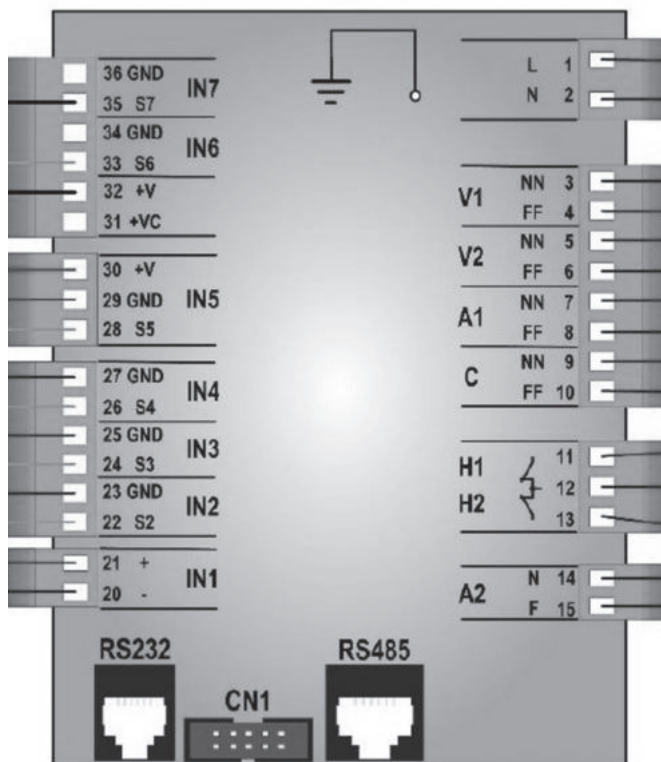 36 GND
35 S7
IN7
34 GND
33 S6
IN6
32 +V
31 +VC
30 +V
29 GND
28 S5
IN5
27 GND
26 S4
IN4
25 GND
24 S3
IN3
23 GND
22 S2
IN2
21 +
20 -
IN1
L 1
N 2
V1
NN 3
FF 4
V2
NN 5
FF 6
A1
NN 7
FF 8
C
NN 9
FF 10
H1
H2
11
12
13
A2
N 14
F 15
RS232
CN1
RS485